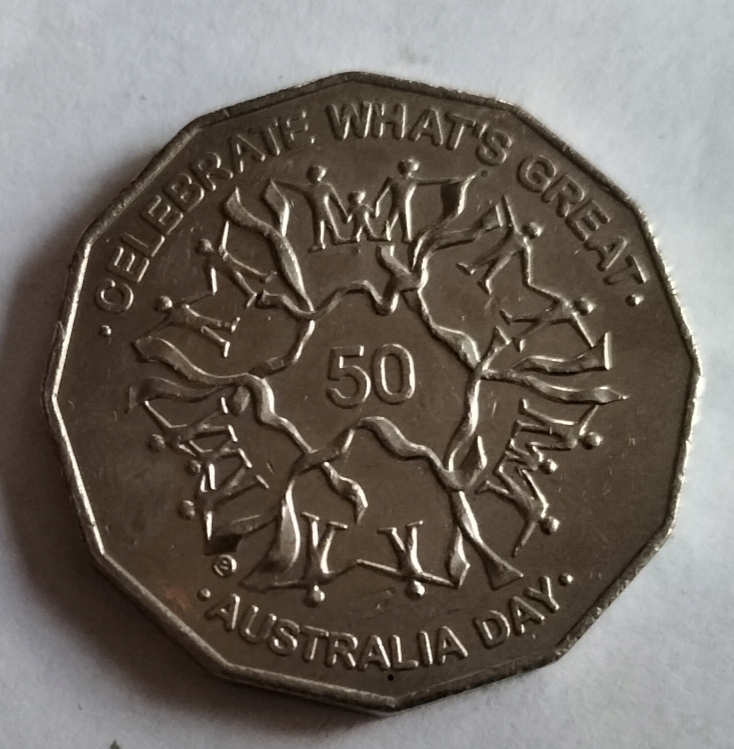 · CELEBRATE WHAT'S GREAT ·
50
· AUSTRALIA DAY ·